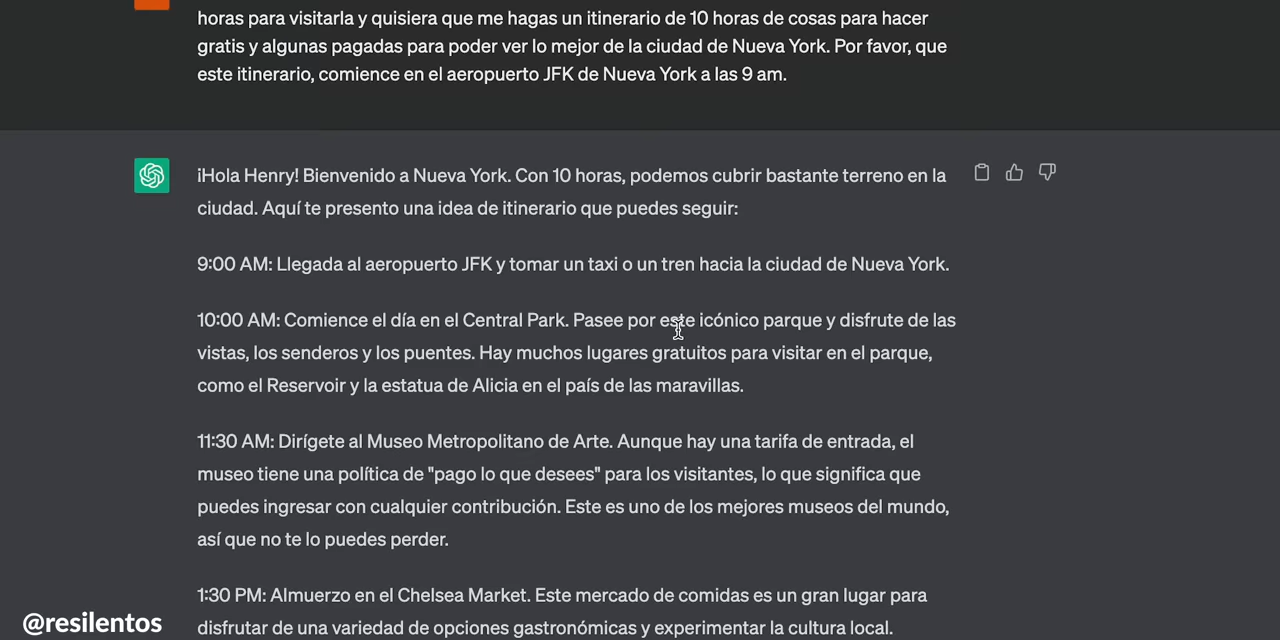 horas para visitarla y quisiera que me hagas un itinerario de 10 horas de cosas para hacer
gratis y algunas pagadas para poder ver lo mejor de la ciudad de Nueva York. Por favor, que
este itinerario, comience en el aeropuerto JFK de Nueva York a las 9 am.
¡Hola Henry! Bienvenido a Nueva York. Con 10 horas, podemos cubrir bastante terreno en la
ciudad. Aquí te presento una idea de itinerario que puedes seguir:
9:00 AM: Llegada al aeropuerto JFK y tomar un taxi o un tren hacia la ciudad de Nueva York.
10:00 AM: Comience el día en el Central Park. Pasee por este icónico parque y disfrute de las
vistas, los senderos y los puentes. Hay muchos lugares gratuitos para visitar en el parque,
como el Reservoir y la estatua de Alicia en el país de las maravillas.
11:30 AM: Dirígete al Museo Metropolitano de Arte. Aunque hay una tarifa de entrada, el
museo tiene una política de "pago lo que desees" para los visitantes, lo que significa que
puedes ingresar con cualquier contribución. Este es uno de los mejores museos del mundo,
así que no te lo puedes perder.
1:30 PM: Almuerzo en el Chelsea Market. Este mercado de comidas es un gran lugar para
disfrutar de una variedad de opciones gastronómicas y experimentar la cultura local.
@resilentos